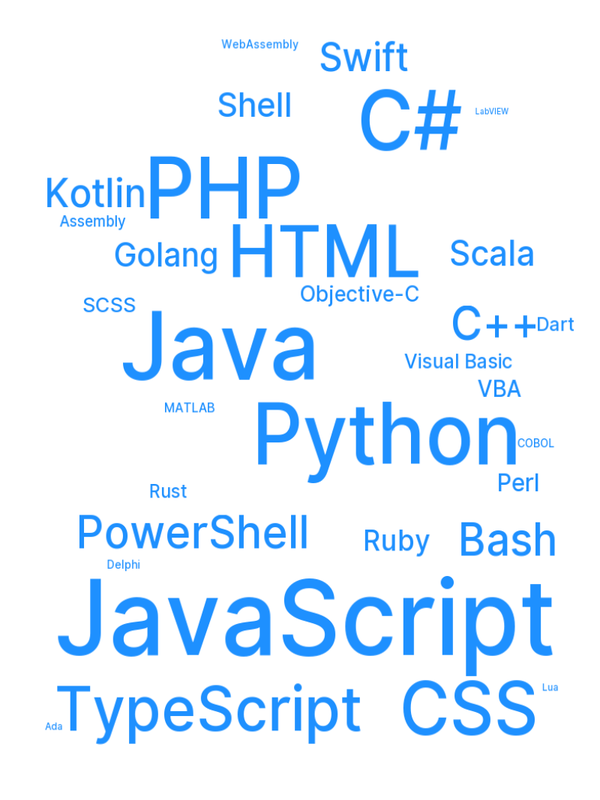 WebAssembly
Swift
Shell
C#
LabVIEW
PHP
Kotlin
Assembly
HTML
Golang
Scala
Objective-C
SCSS
C++
Dart
Java
Visual Basic
VBA
MATLAB
Python
COBOL
Perl
Rust
PowerShell
Ruby
Bash
Delphi
JavaScript
TypeScript
CSS
Lua
Ada